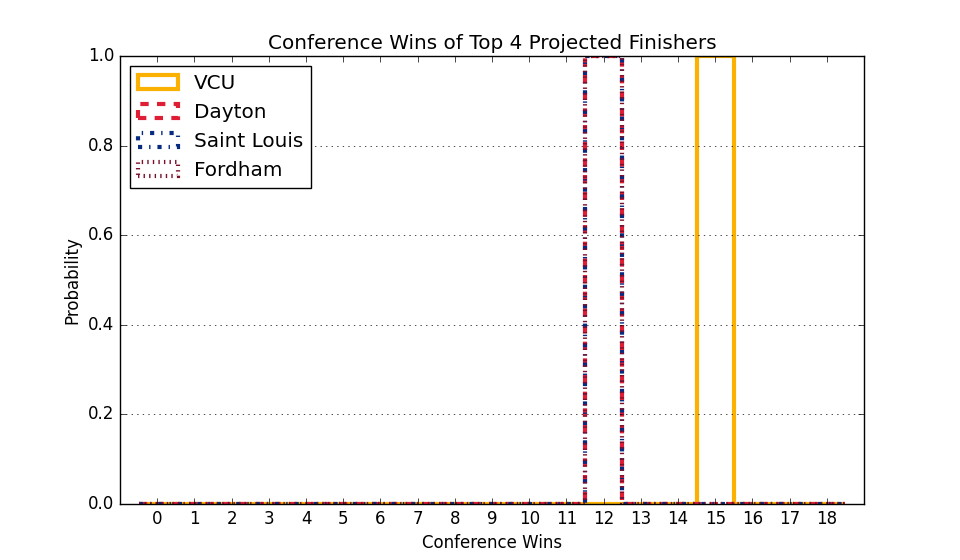 Conference Wins of Top 4 Projected Finishers
1.0
0.8
0.6
0.4
0.2
0.0
Probability
VCU
Dayton
Saint Louis
Fordham
0 1 2 3 4 5 6 7 8 9 10 11 12 13 14 15 16 17 18
Conference Wins